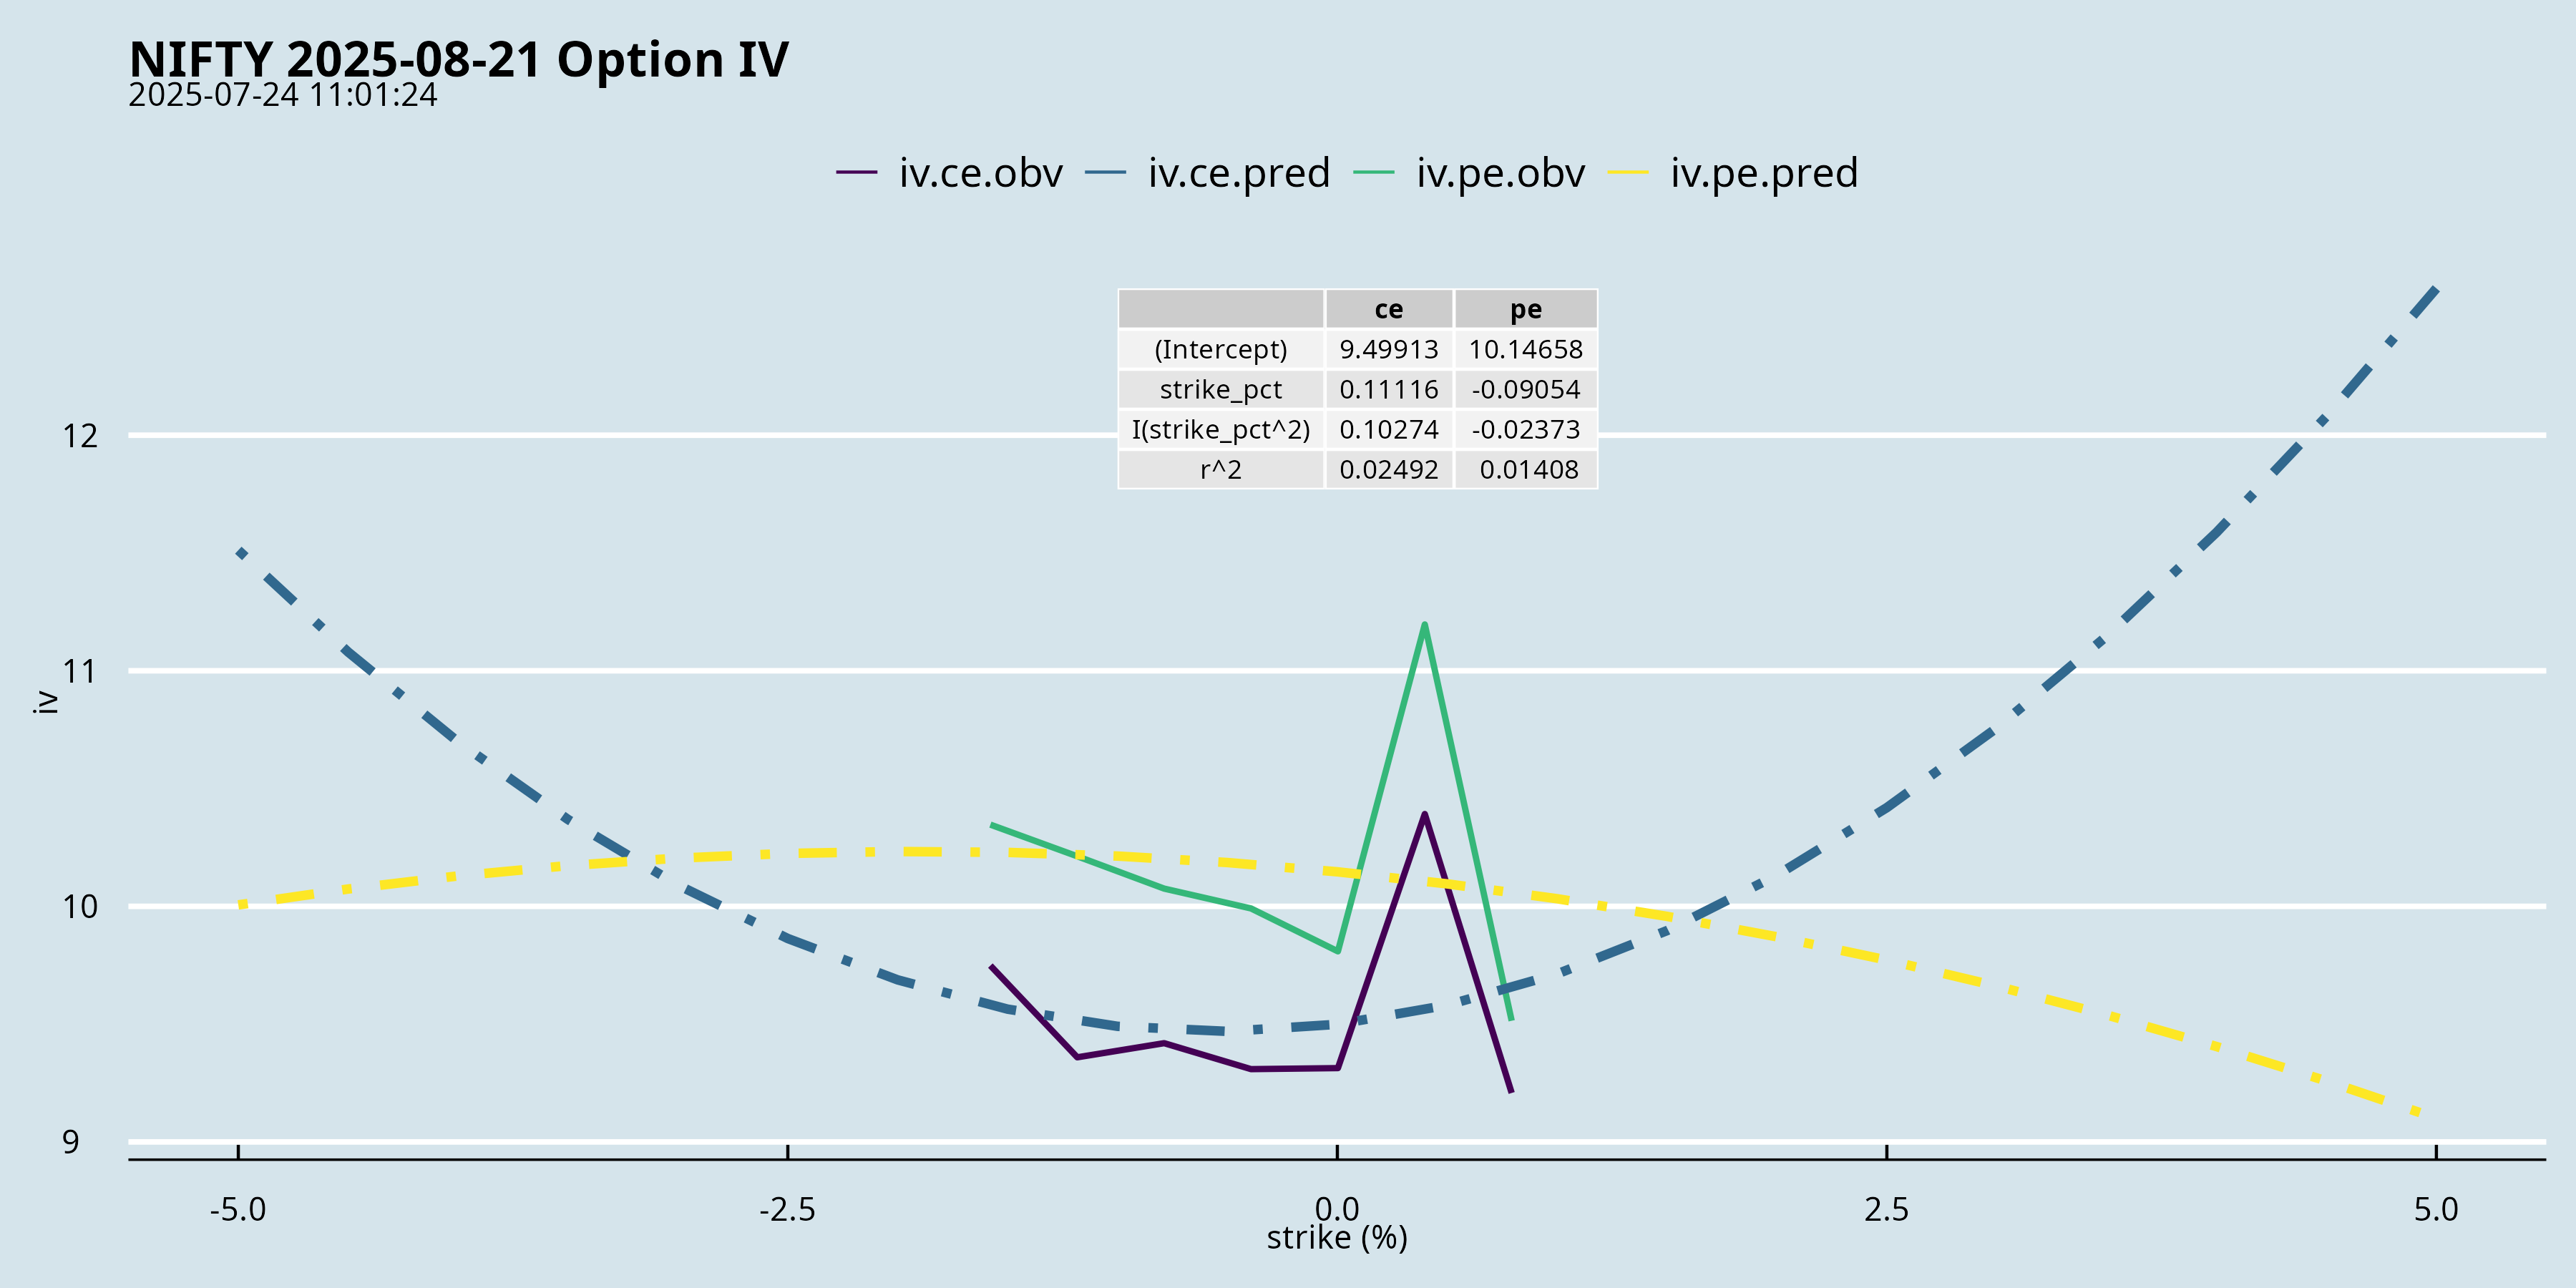 NIFTY 2025-08-21 Option IV
2025-07-24 11:01:24
iv.ce.obv iv.ce.pred iv.pe.obv iv.pe.pred
ce pe
(Intercept) 9.49913 10.14658
strike_pct 0.11116 -0.09054
I(strike_pct^2) 0.10274 -0.02373
r^2 0.02492 0.01408
12
11
10
9
iv
-5.0 -2.5 0.0 2.5 5.0
strike (%)